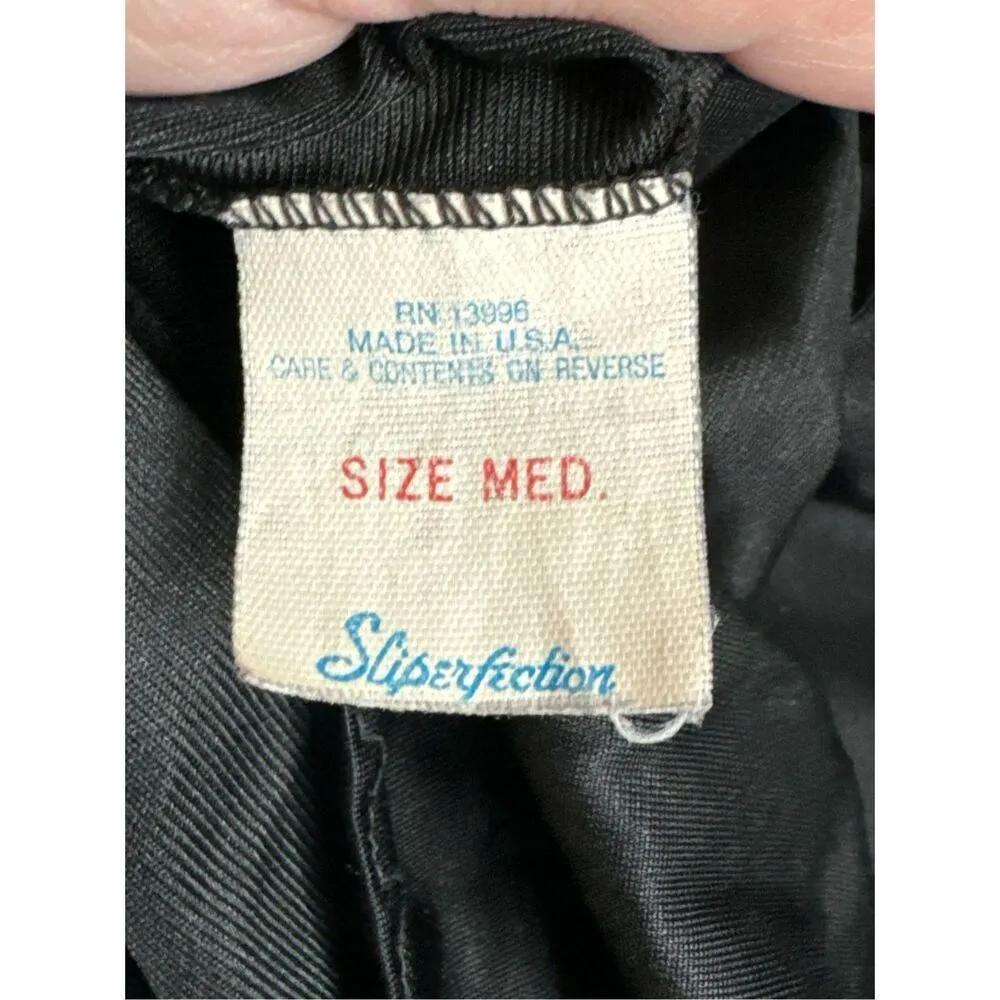 RN 13996
MADE IN U.S.A.
CARE & CONTENTS ON REVERSE
SIZE MED.
Sliperfection